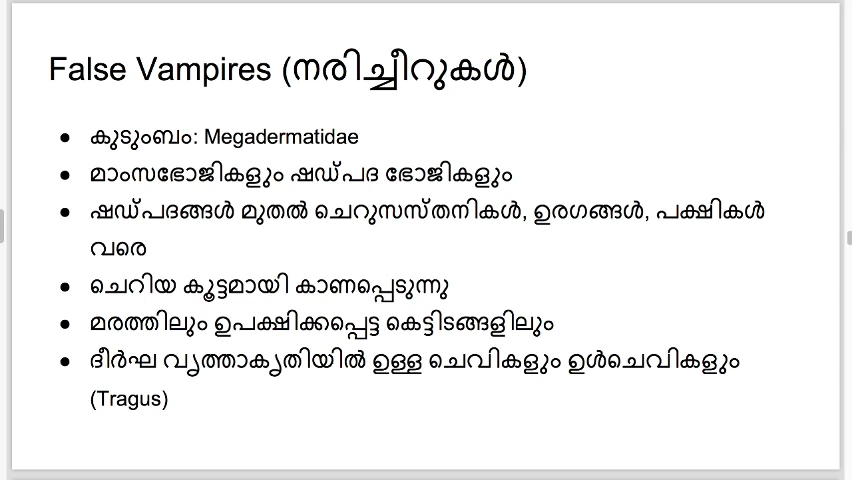 False Vampires (നരിച്ചീറുകൾ)
● കുടുംബം: Megadermatidae
● മാംസഭോജികളും ഷഡ്പദ ഭോജികളും
● ഷഡ്പദങ്ങൾ മുതൽ ചെറുസസ്തനികൾ, ഉരഗങ്ങൾ, പക്ഷികൾ
വരെ
● ചെറിയ കൂട്ടമായി കാണപ്പെടുന്നു
● മരത്തിലും ഉപക്ഷിക്കപ്പെട്ട കെട്ടിടങ്ങളിലും
● ദീർഘ വൃത്താകൃതിയിൽ ഉള്ള ചെവികളും ഉൾചെവികളും
(Tragus)